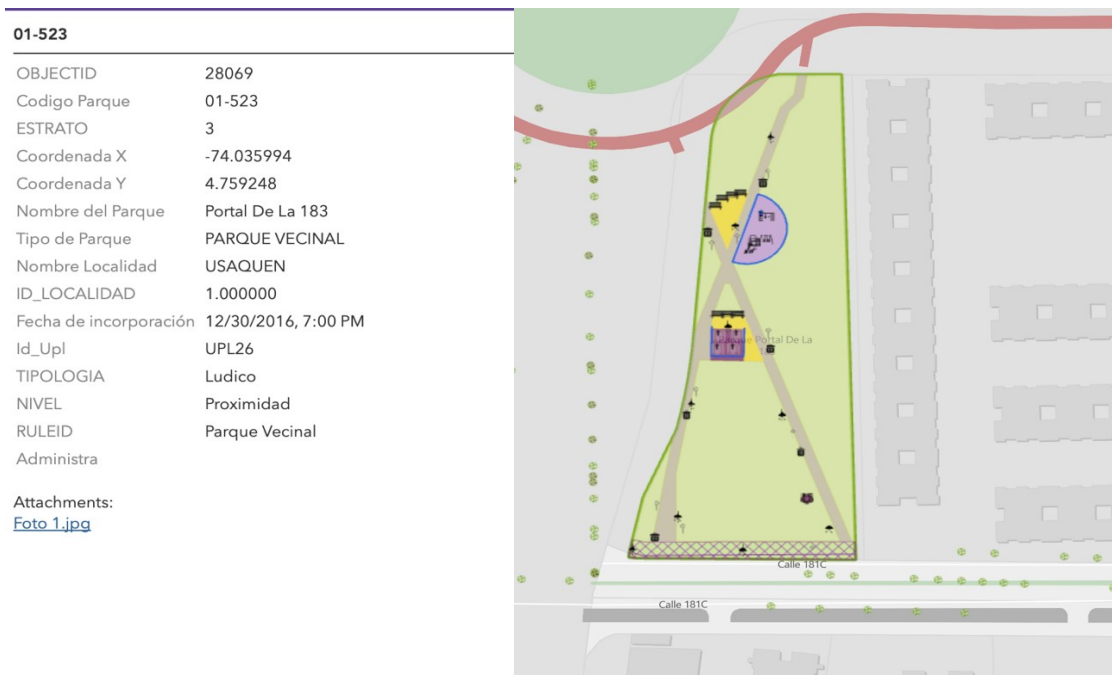 01-523
OBJECTID 28069
Codigo Parque 01-523
ESTRATO 3
Coordenada X -74.035994
Coordenada Y 4.759248
Nombre del Parque Portal De La 183
Tipo de Parque PARQUE VECINAL
Nombre Localidad USAQUEN
ID_LOCALIDAD 1.000000
Fecha de incorporación 12/30/2016, 7:00 PM
Id_Upl UPL26
TIPOLOGIA Ludico
NIVEL Proximidad
RULEID Parque Vecinal
Administra
Attachments:
Foto 1.jpg
Portal De La
Calle 181C
Calle 181C